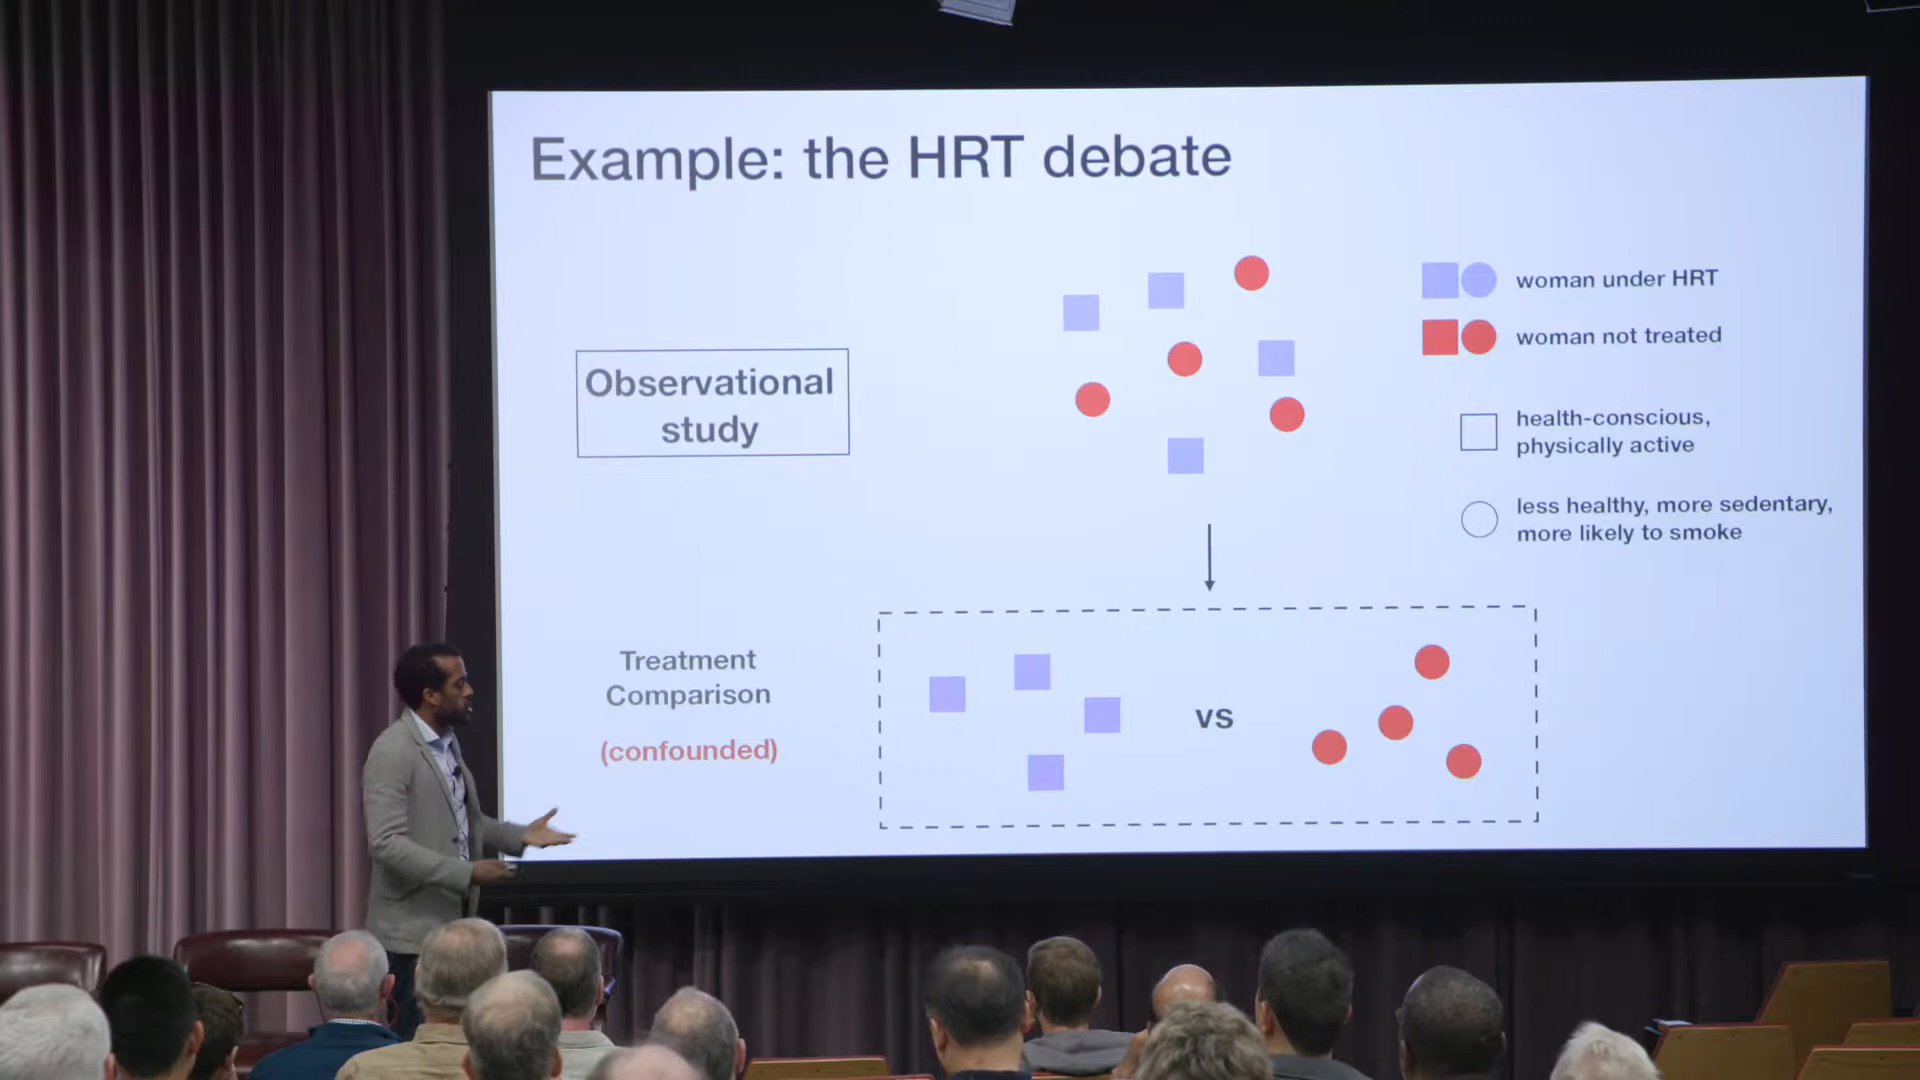 Example: the HRT debate
Observational
study
woman under HRT
woman not treated
health-conscious,
physically active
less healthy, more sedentary,
more likely to smoke
Treatment
Comparison
(confounded)
vs